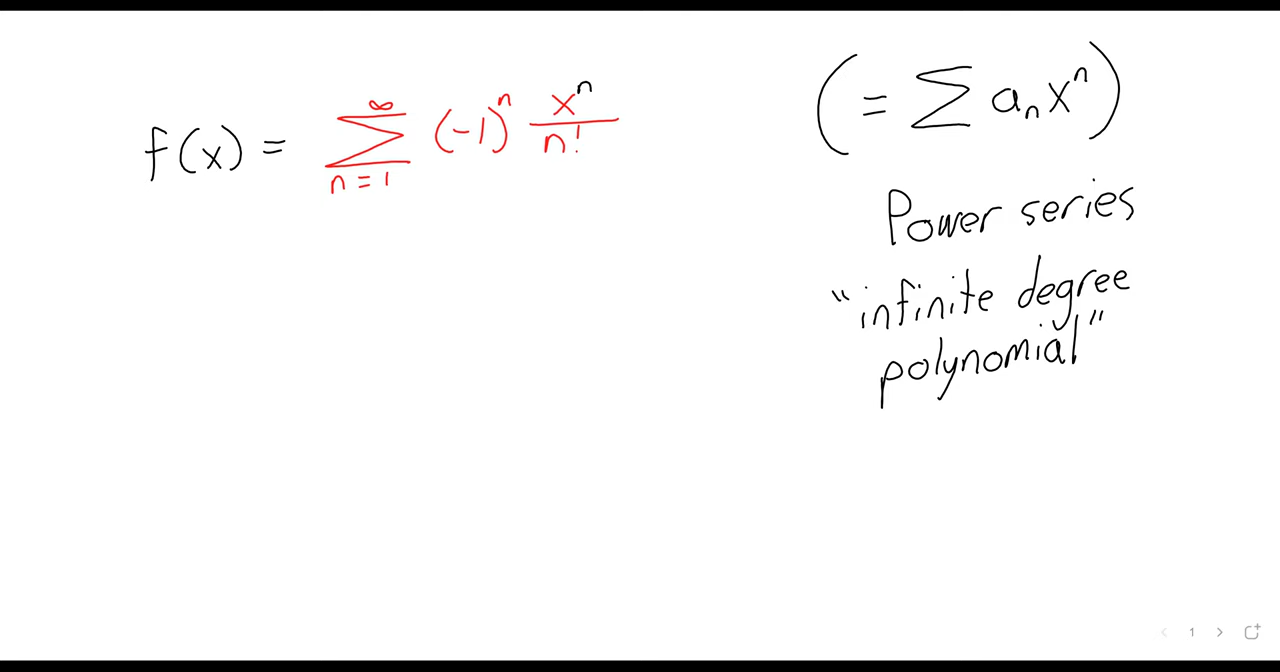 f(x) = ∞ Σ n=1 (-1)^n x^n / n!
( = Σ a_n x^n )
Power series
"infinite degree
polynomial"
1